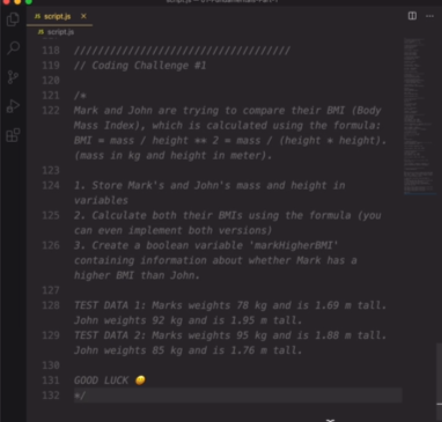 JS script.js ×
JS script.js
118 ////////////////////////////////////
119 // Coding Challenge #1
120
121 /*
122 Mark and John are trying to compare their BMI (Body
Mass Index), which is calculated using the formula:
BMI = mass / height ** 2 = mass / (height * height).
(mass in kg and height in meter).
123
124 1. Store Mark's and John's mass and height in
variables
125 2. Calculate both their BMIs using the formula (you
can even implement both versions)
126 3. Create a boolean variable 'markHigherBMI'
containing information about whether Mark has a
higher BMI than John.
127
128 TEST DATA 1: Marks weights 78 kg and is 1.69 m tall.
John weights 92 kg and is 1.95 m tall.
129 TEST DATA 2: Marks weights 95 kg and is 1.88 m tall.
John weights 85 kg and is 1.76 m tall.
130
131 GOOD LUCK 😀
132 */